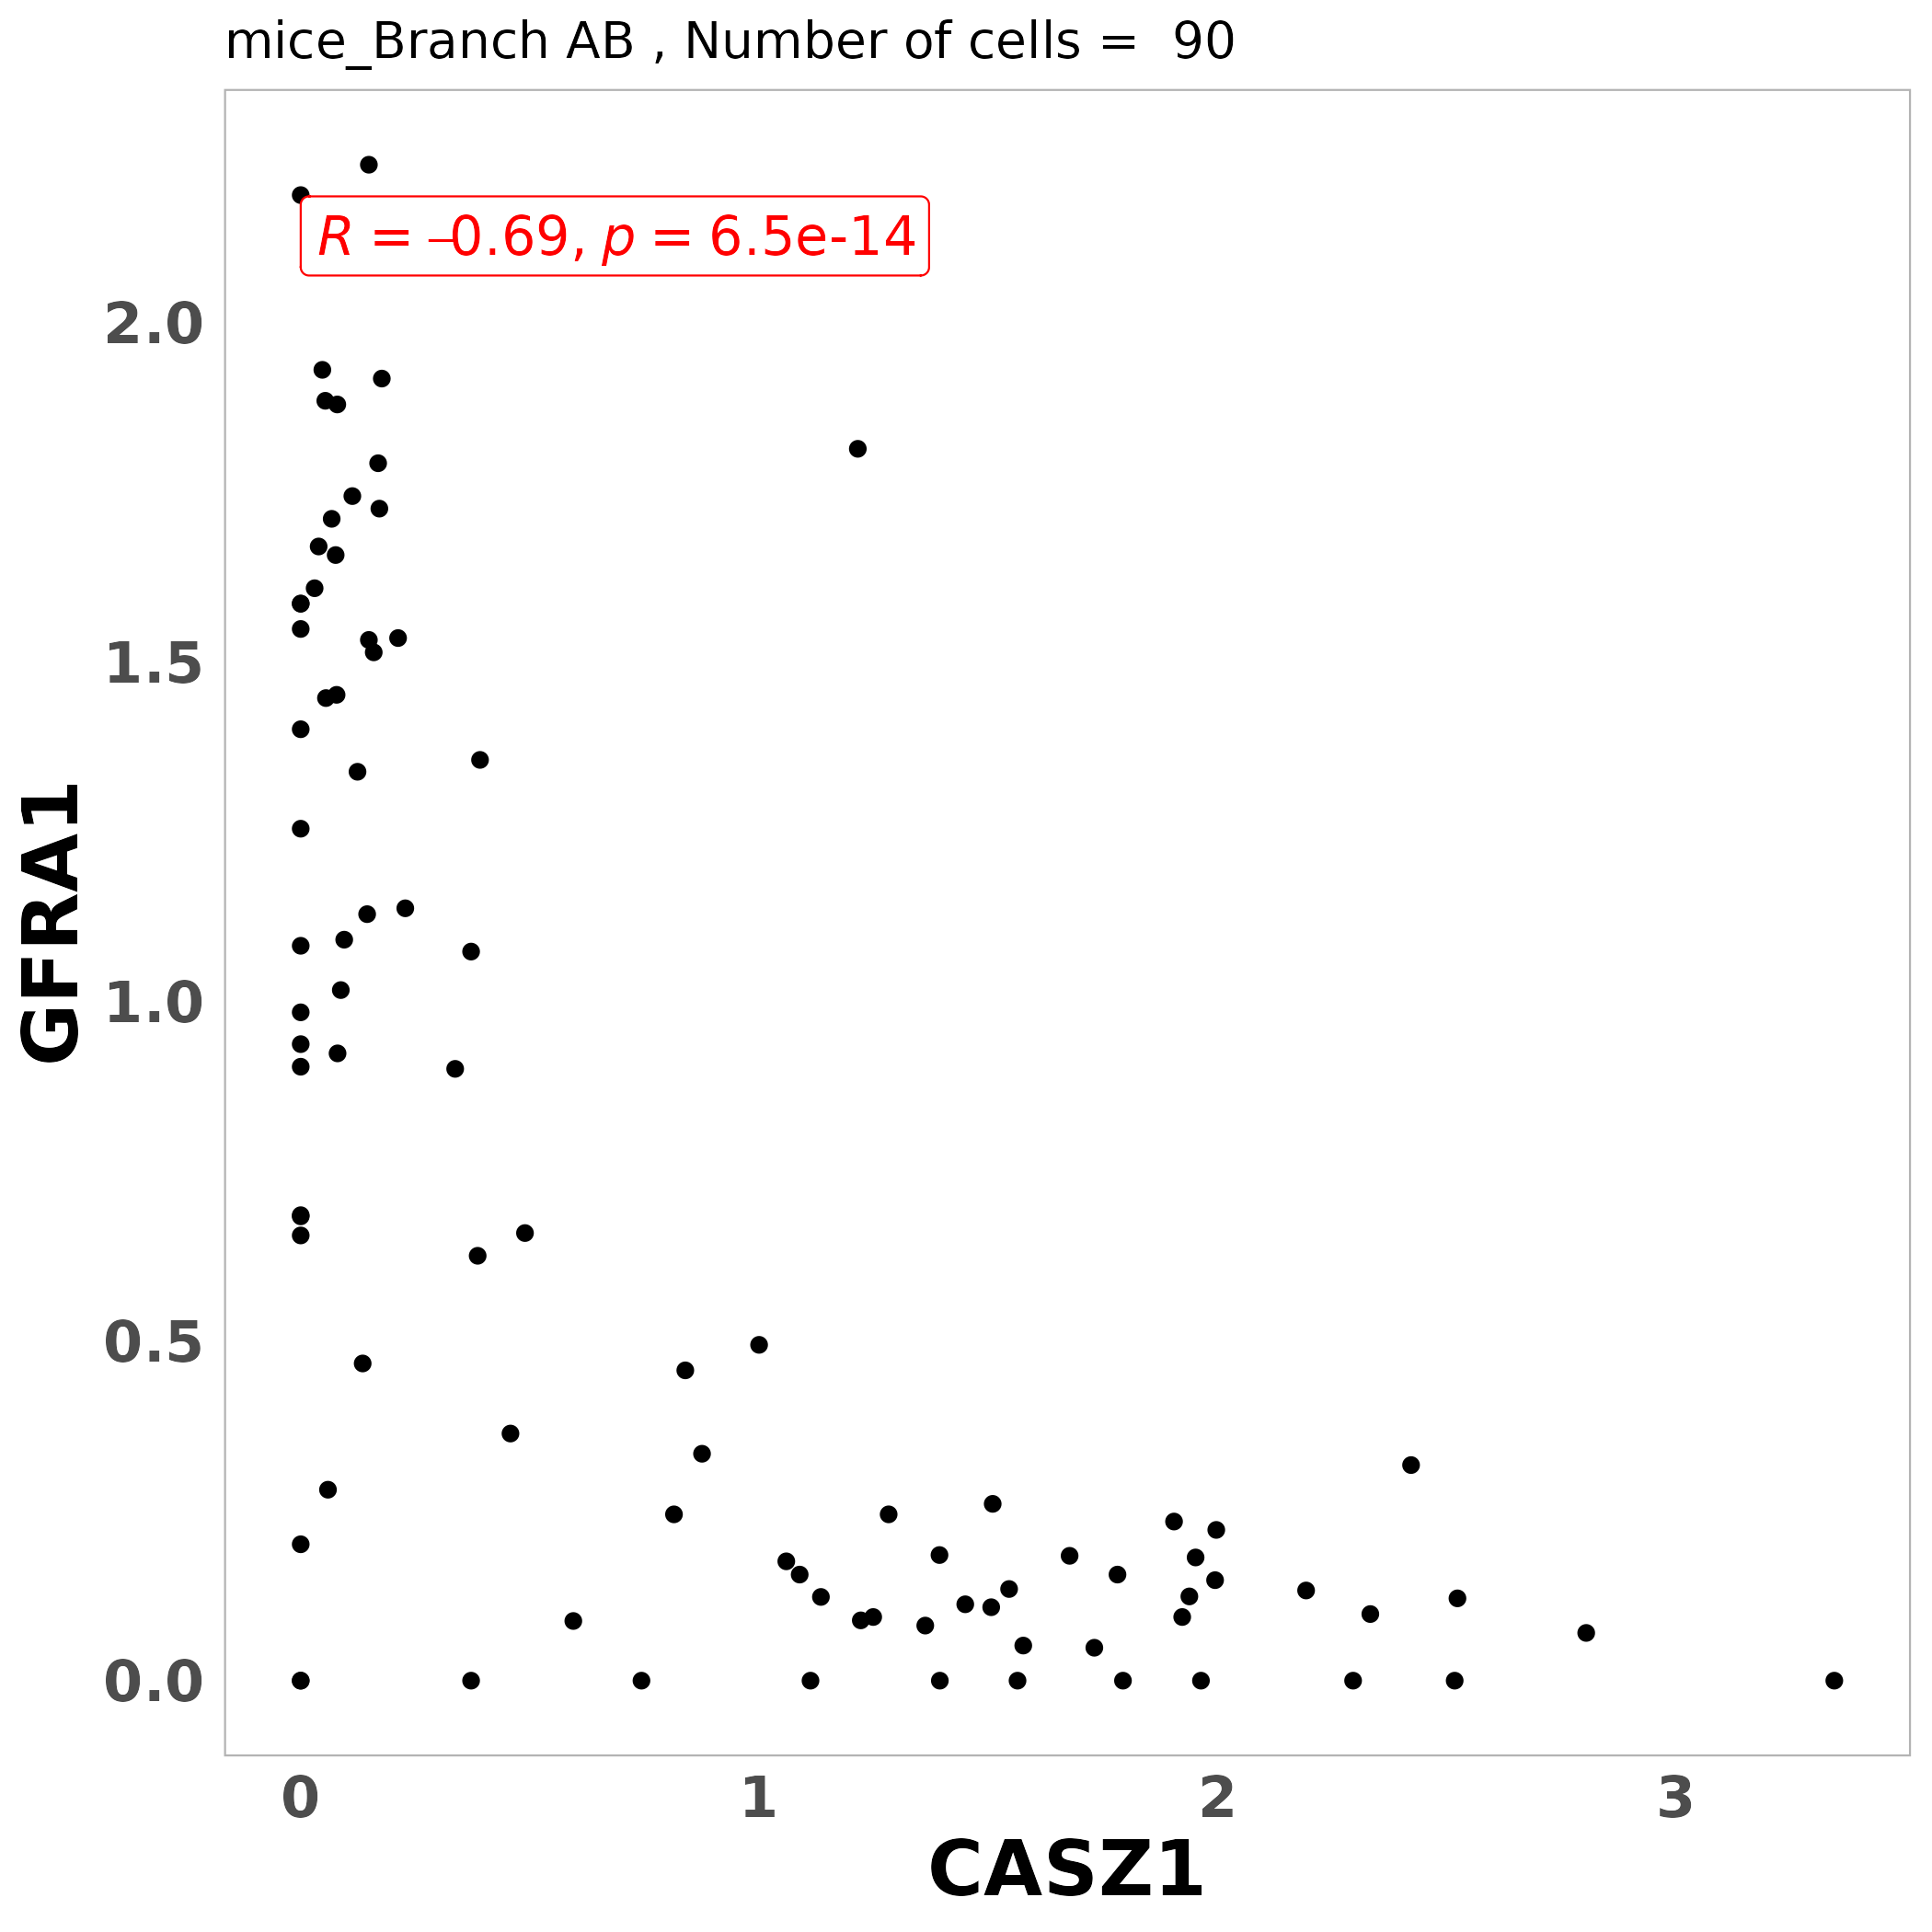 mice_Branch AB , Number of cells =  90
R = –0.69, p = 6.5e-14
2.0
1.5
1.0
0.5
0.0
GFRA1
0 1 2 3
CASZ1